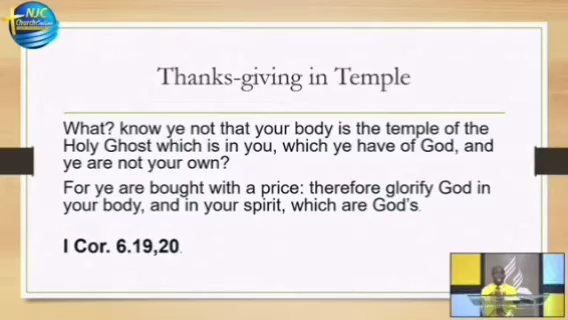 NJC
Church Online
Thanks-giving in Temple
What? know ye not that your body is the temple of the
Holy Ghost which is in you, which ye have of God, and
ye are not your own?
For ye are bought with a price: therefore glorify God in
your body, and in your spirit, which are God's.
I Cor. 6.19,20.